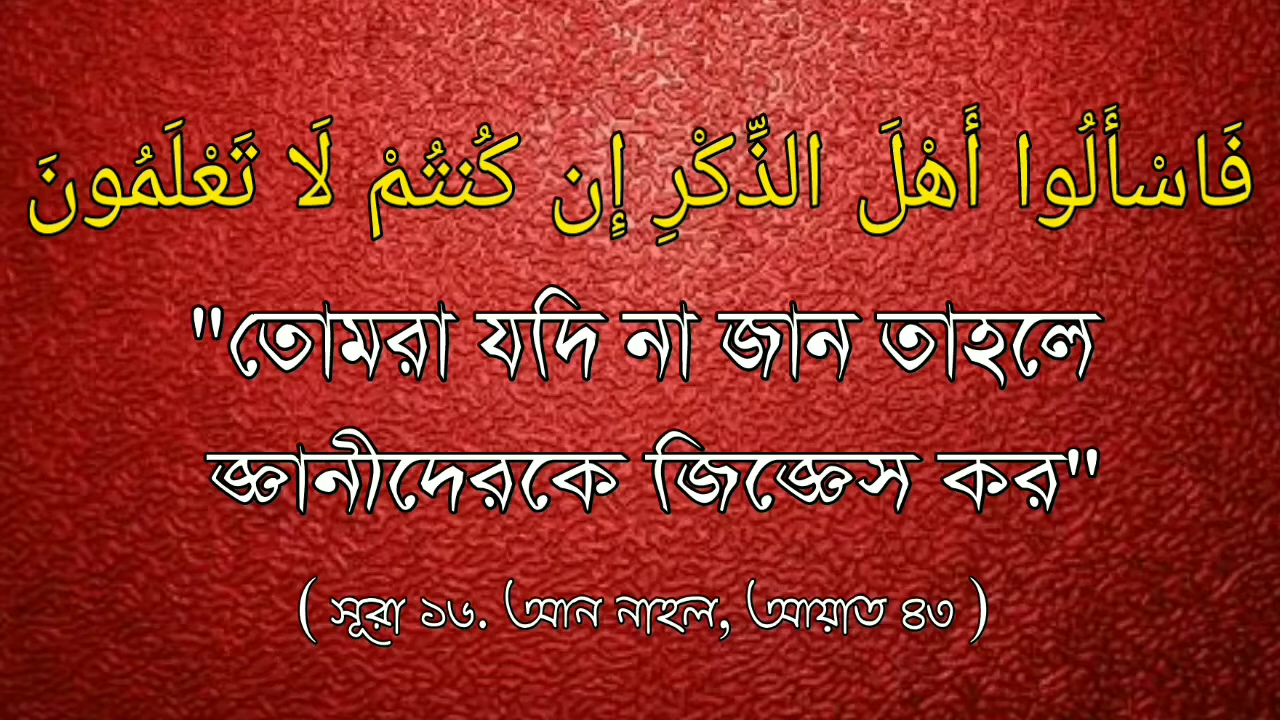 فَاسْأَلُوا أَهْلَ الذِّكْرِ إِن كُنتُمْ لَا تَعْلَمُونَ
"তোমরা যদি না জান তাহলে
জ্ঞানীদেরকে জিজ্ঞেস কর"
( সূরা ১৬. আন নাহল, আয়াত ৪৩ )